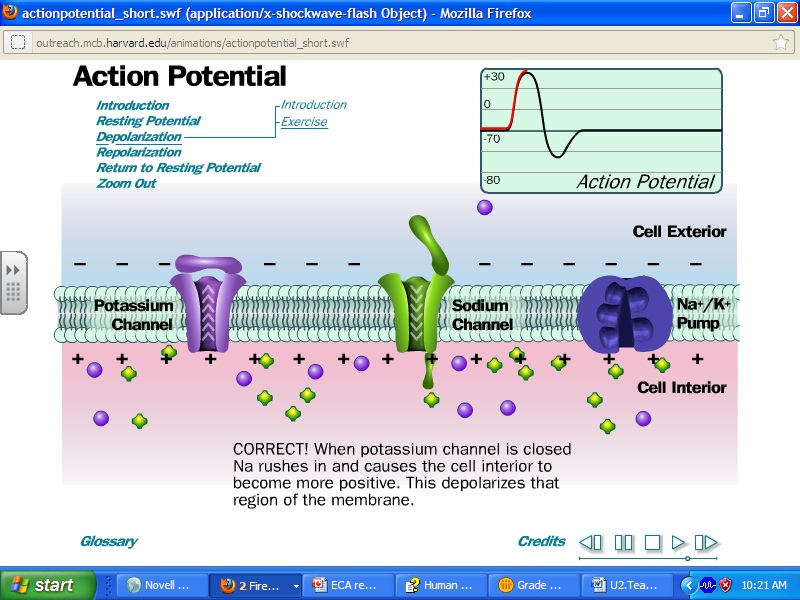 actionpotential_short.swf (application/x-shockwave-flash Object) - Mozilla Firefox
outreach.mcb.harvard.edu/animations/actionpotential_short.swf
Action Potential
Introduction
Resting Potential
Depolarization
Repolarization
Return to Resting Potential
Zoom Out
Introduction
Exercise
+30
0
-70
-80
Action Potential
Cell Exterior
− − − − − − − − − − − −
Potassium
Channel
Sodium
Channel
Na+/K+
Pump
+ + + + + + + + + + + + + + +
Cell Interior
CORRECT! When potassium channel is closed
Na rushes in and causes the cell interior to
become more positive. This depolarizes that
region of the membrane.
Glossary
Credits
start
Novell ...
2 Fire...
ECA re...
Human ...
Grade ...
U2.Tea...
10:21 AM